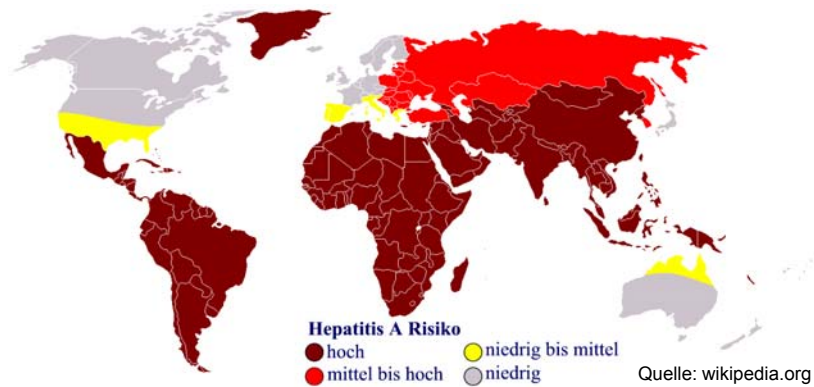 Hepatitis A Risiko
hoch
niedrig bis mittel
mittel bis hoch
niedrig
Quelle: wikipedia.org